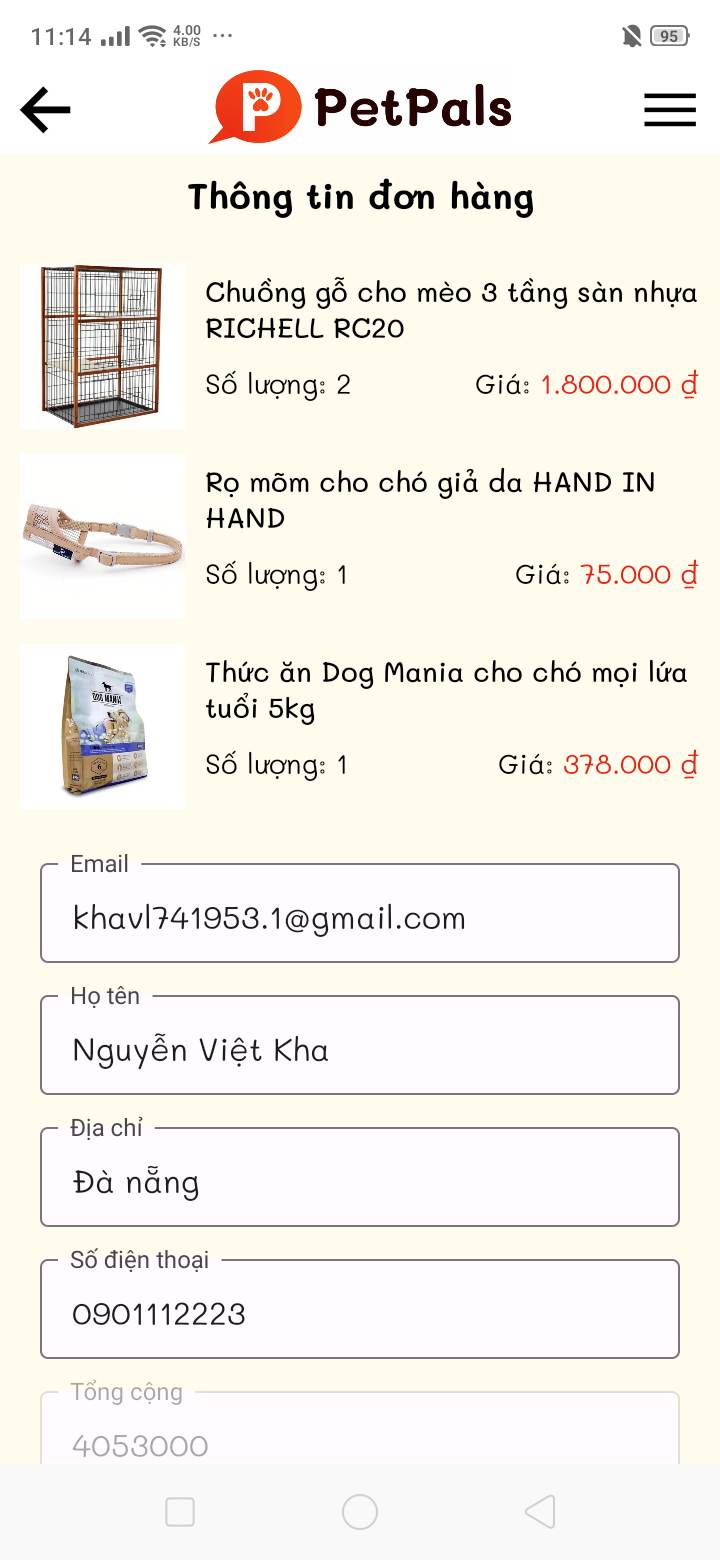 11:14 4.00 KB/S ... 95
PetPals
Thông tin đơn hàng
Chuồng gỗ cho mèo 3 tầng sàn nhựa
RICHELL RC20
Số lượng: 2 Giá: 1.800.000 ₫
Rọ mõm cho chó giả da HAND IN
HAND
Số lượng: 1 Giá: 75.000 ₫
DOG MANIA
Thức ăn Dog Mania cho chó mọi lứa
tuổi 5kg
Số lượng: 1 Giá: 378.000 ₫
Email
khavl741953.1@gmail.com
Họ tên
Nguyễn Việt Kha
Địa chỉ
Đà nẵng
Số điện thoại
0901112223
Tổng cộng
4053000